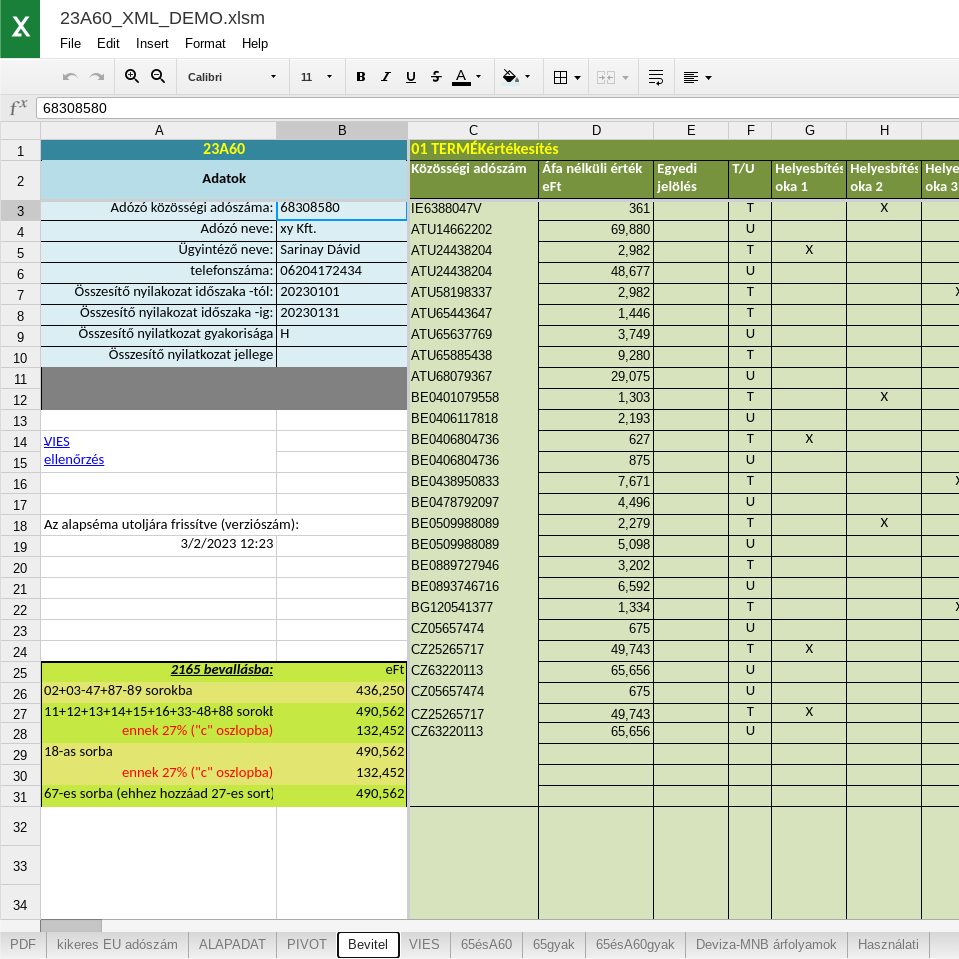 23A60_XML_DEMO.xlsm
File Edit Insert Format Help
Calibri 11 B I U S A
fx 68308580
A B C D E F G H
1 23A60 01 TERMÉKértékesítés
2 Adatok Közösségi adószám Áfa nélküli érték eFt Egyedi jelölés T/U Helyesbítés oka 1 Helyesbítés oka 2 Helye oka 3
3 Adózó közösségi adószáma: 68308580 IE6388047V 361 T X
4 Adózó neve: xy Kft. ATU14662202 69,880 U
5 Ügyintéző neve: Sarinay Dávid ATU24438204 2,982 T X
6 telefonszáma: 06204172434 ATU24438204 48,677 U
7 Összesítő nyilakozat időszaka -tól: 20230101 ATU58198337 2,982 T X
8 Összesítő nyilakozat időszaka -ig: 20230131 ATU65443647 1,446 T
9 Összesítő nyilatkozat gyakorisága H ATU65637769 3,749 U
10 Összesítő nyilatkozat jellege ATU65885438 9,280 T
11 ATU68079367 29,075 U
12 BE0401079558 1,303 T X
13 BE0406117818 2,193 U
14 VIES BE0406804736 627 T X
15 ellenőrzés BE0406804736 875 U
16 BE0438950833 7,671 T X
17 BE0478792097 4,496 U
18 Az alapséma utoljára frissítve (verziószám): BE0509988089 2,279 T X
19 3/2/2023 12:23 BE0509988089 5,098 U
20 BE0889727946 3,202 T
21 BE0893746716 6,592 U
22 BG120541377 1,334 T X
23 CZ05657474 675 U
24 CZ25265717 49,743 T X
25 2165 bevallásba: eFt CZ63220113 65,656 U
26 02+03-47+87-89 sorokba 436,250 CZ05657474 675 U
27 11+12+13+14+15+16+33-48+88 sorokb 490,562 CZ25265717 49,743 T X
28 ennek 27% ("c" oszlopba) 132,452 CZ63220113 65,656 U
29 18-as sorba 490,562
30 ennek 27% ("c" oszlopba) 132,452
31 67-es sorba (ehhez hozzáad 27-es sort) 490,562
32
33
34
PDF kikeres EU adószám ALAPADAT PIVOT Bevitel VIES 65ésA60 65gyak 65ésA60gyak Deviza-MNB árfolyamok Használati